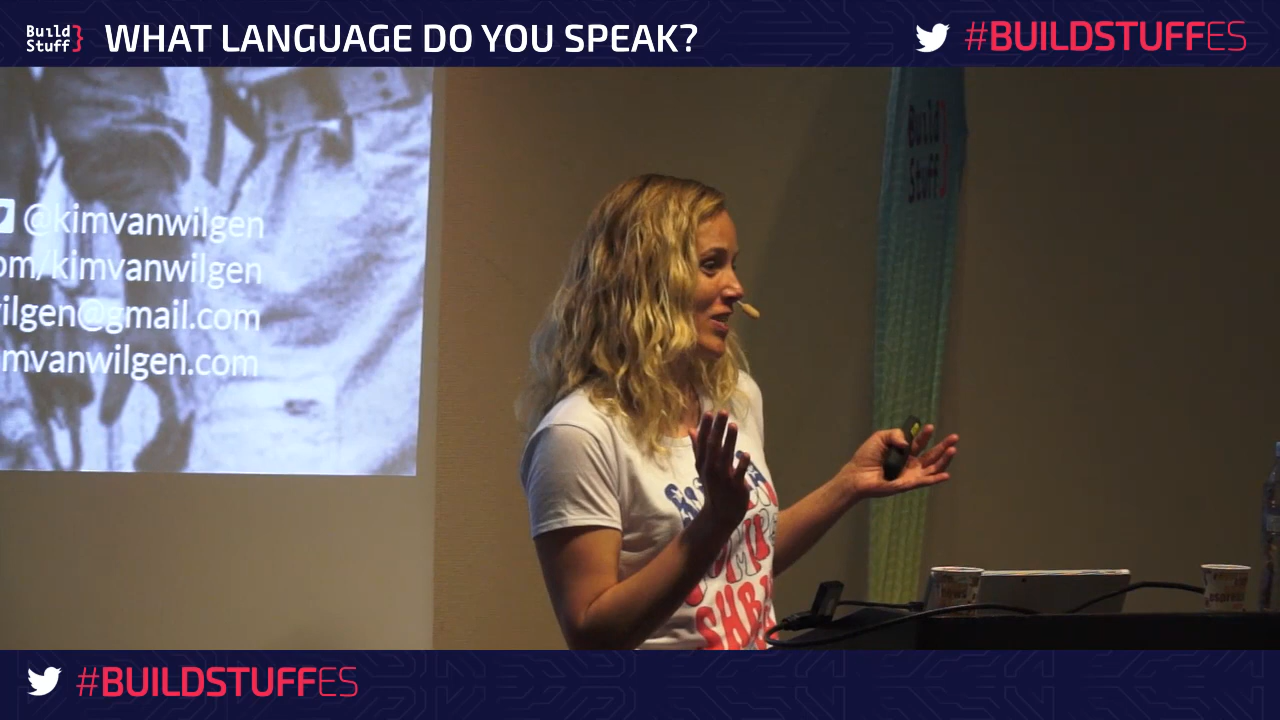 Build
Stuff}
WHAT LANGUAGE DO YOU SPEAK?
#BUILDSTUFFES
@kimvanwilgen
om/kimvanwilgen
ilgen@gmail.com
mvanwilgen.com
Build
Stuff}
#BUILDSTUFFES